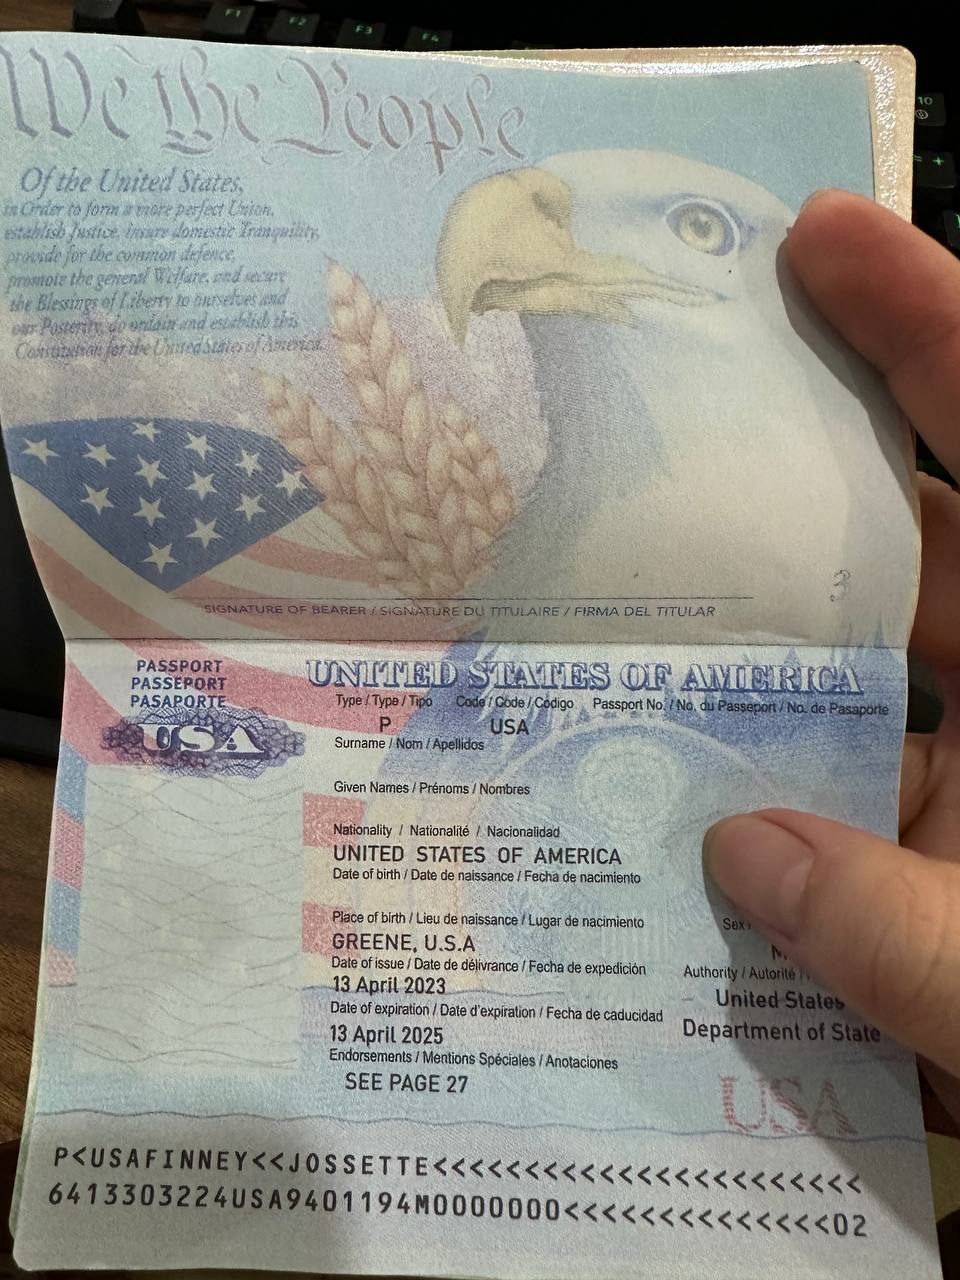 F1 F2 F3 F4
10
= +
We the People
Of the United States,
in Order to form a more perfect Union,
establish Justice, insure domestic Tranquility,
provide for the common defence,
promote the general Welfare, and secure
the Blessings of Liberty to ourselves and
our Posterity, do ordain and establish this
Constitution for the United States of America.
3
SIGNATURE OF BEARER / SIGNATURE DU TITULAIRE / FIRMA DEL TITULAR
PASSPORT
PASSEPORT
PASAPORTE
USA
UNITED STATES OF AMERICA
Type / Type / Tipo Code / Code / Código Passport No. / No. du Passeport / No. de Pasaporte
P USA
Surname / Nom / Apellidos
Given Names / Prénoms / Nombres
Nationality / Nationalité / Nacionalidad
UNITED STATES OF AMERICA
Date of birth / Date de naissance / Fecha de nacimiento
Place of birth / Lieu de naissance / Lugar de nacimiento Sex /
GREENE, U.S.A M
Date of issue / Date de délivrance / Fecha de expedición Authority / Autorité /
13 April 2023 United States
Date of expiration / Date d'expiration / Fecha de caducidad Department of State
13 April 2025
Endorsements / Mentions Spéciales / Anotaciones
SEE PAGE 27
USA
P<USAFINNEY<<JOSSETTE<<<<<<<<<<<<<<<<<<<<<<<
6413303224USA9401194M0000000<<<<<<<<<<<<<<02